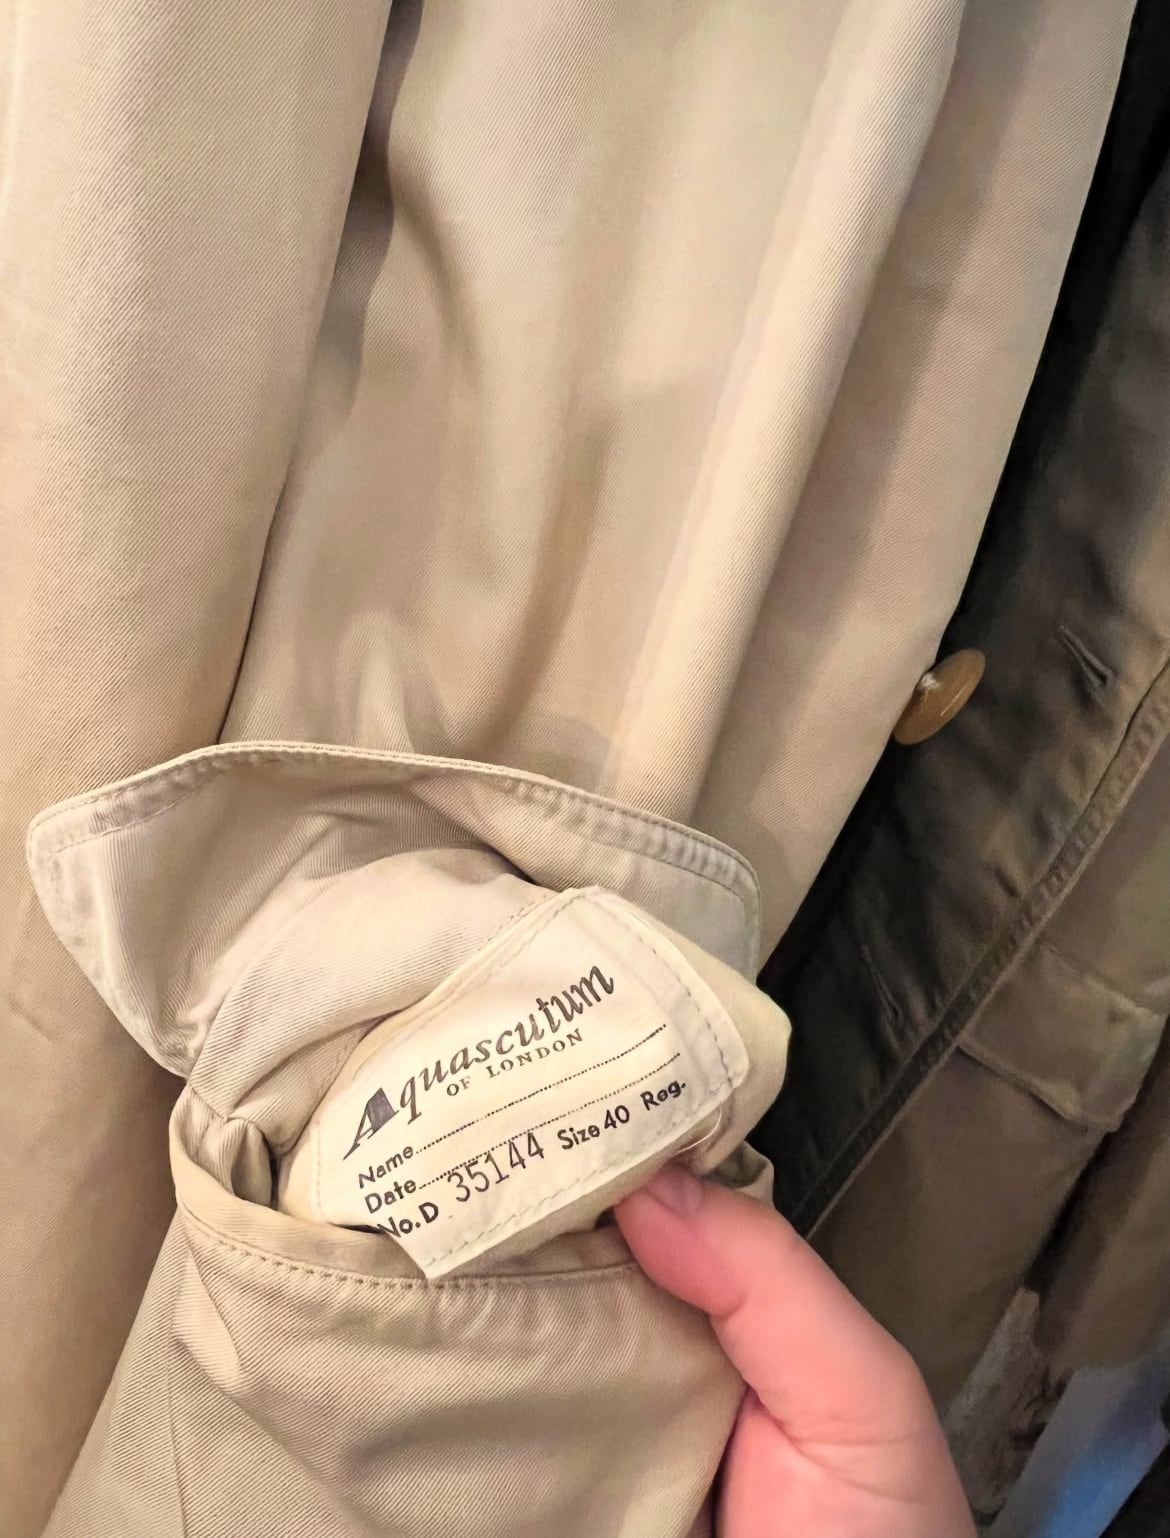 Aquascutum
OF LONDON
Name
Date
No. D 35144 Size 40 Reg.